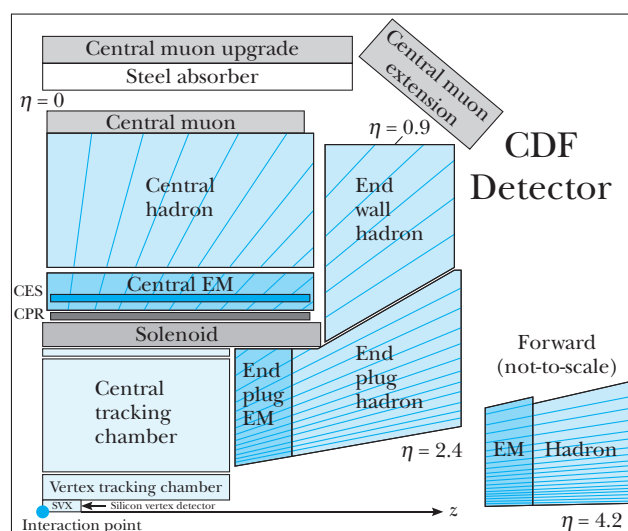 Central muon upgrade
Steel absorber
Central muon
extension
η = 0
Central muon
η = 0.9
CDF
Detector
Central
hadron
End
wall
hadron
Central EM
CES
CPR
Solenoid
Forward
(not-to-scale)
Central
tracking
chamber
End
plug
EM
End
plug
hadron
EM
Hadron
η = 2.4
Vertex tracking chamber
SVX
Silicon vertex detector
z
η = 4.2
Interaction point